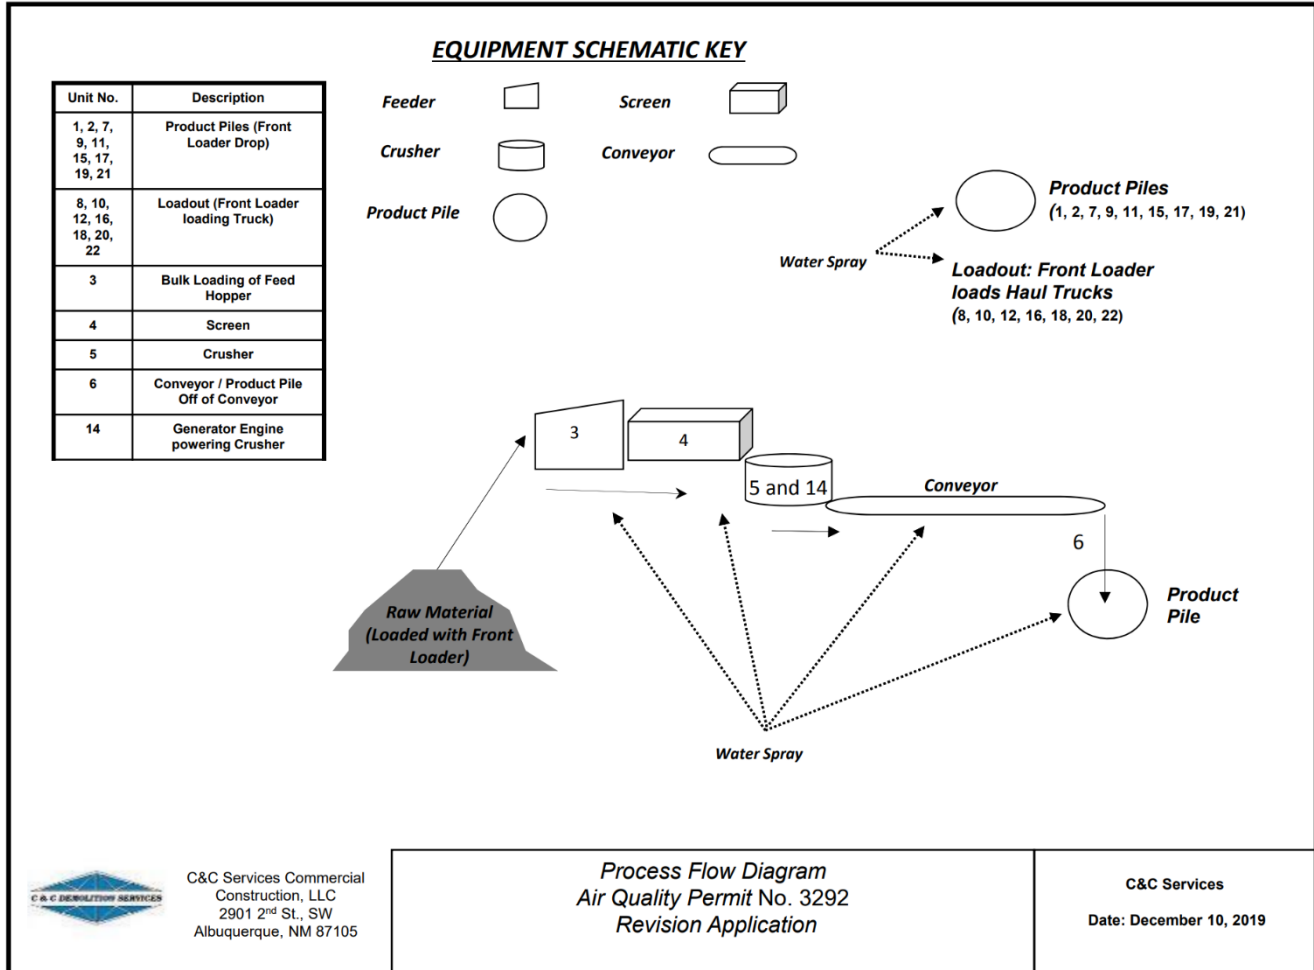 EQUIPMENT SCHEMATIC KEY
Unit No. Description
1, 2, 7,
9, 11,
15, 17,
19, 21
Product Piles (Front
Loader Drop)
8, 10,
12, 16,
18, 20,
22
Loadout (Front Loader
loading Truck)
3
Bulk Loading of Feed
Hopper
4
Screen
5
Crusher
6
Conveyor / Product Pile
Off of Conveyor
14
Generator Engine
powering Crusher
Feeder
Screen
Crusher
Conveyor
Product Pile
Product Piles
(1, 2, 7, 9, 11, 15, 17, 19, 21)
Water Spray
Loadout: Front Loader
loads Haul Trucks
(8, 10, 12, 16, 18, 20, 22)
3
4
5 and 14
Conveyor
6
Raw Material
(Loaded with Front
Loader)
Product
Pile
Water Spray
C & C DEMOLITION SERVICES
C&C Services Commercial
Construction, LLC
2901 2nd St., SW
Albuquerque, NM 87105
Process Flow Diagram
Air Quality Permit No. 3292
Revision Application
C&C Services
Date: December 10, 2019